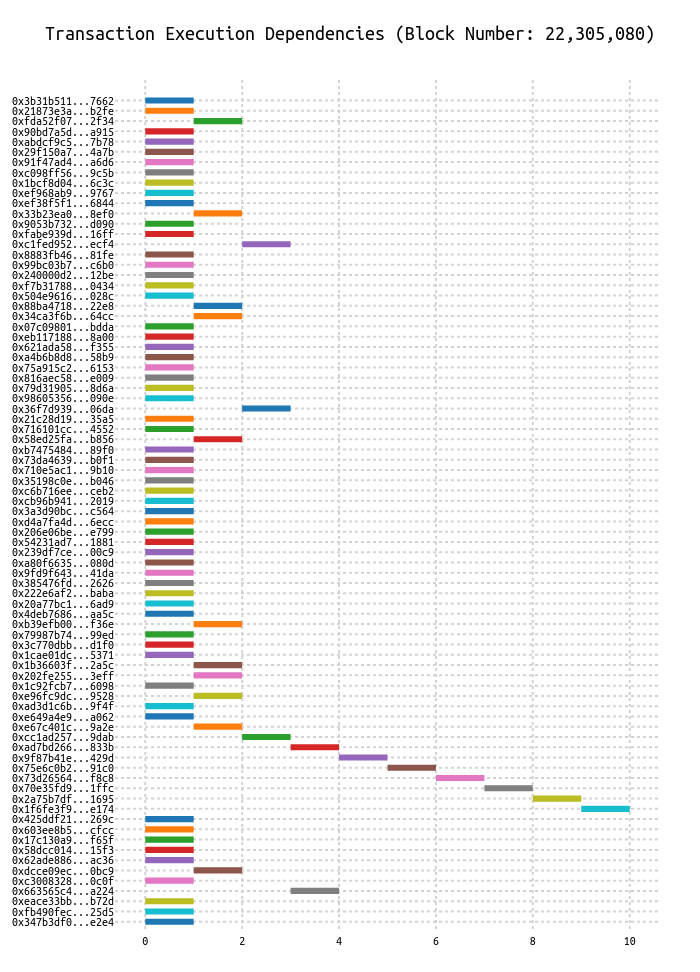 Transaction Execution Dependencies (Block Number: 22,305,080)
0x3b31b511...7662
0x21873e3a...b2fe
0xfda52f07...2f34
0x90bd7a5d...a915
0xabdcf9c5...7b78
0x29f150a7...4a7b
0x91f47ad4...a6d6
0xc098ff56...9c5b
0x1bcf8d04...6c3c
0xef968ab9...9767
0xef38f5f1...6844
0x33b23ea0...8ef0
0x9053b732...d090
0xfabe939d...16ff
0xc1fed952...ecf4
0x8883fb46...81fe
0x99bc03b7...c6b0
0x240000d2...12be
0xf7b31788...0434
0x504e9616...028c
0x88ba4718...22e8
0x34ca3f6b...64cc
0x07c09801...bdda
0xeb117188...8a00
0x621ada58...f355
0xa4b6b8d8...58b9
0x75a915c2...6153
0x816aec58...e009
0x79d31905...8d6a
0x98605356...090e
0x36f7d939...06da
0x21c28d19...35a5
0x716101cc...4552
0x58ed25fa...b856
0xb7475484...89f0
0x73da4639...b0f1
0x710e5ac1...9b10
0x35198c0e...b046
0xc6b716ee...ceb2
0xcb96b941...2019
0x3a3d90bc...c564
0xd4a7fa4d...6ecc
0x206e06be...e799
0x54231ad7...1881
0x239df7ce...00c9
0xa80f6635...080d
0x9fd9f643...41da
0x385476fd...2626
0x222e6af2...baba
0x20a77bc1...6ad9
0x4deb7686...aa5c
0xb39efb00...f36e
0x79987b74...99ed
0x3c770dbb...d1f0
0x1cae01dc...5371
0x1b36603f...2a5c
0x202fe255...3eff
0x1c92fcb7...6098
0xe96fc9dc...9528
0xad3d1c6b...9f4f
0xe649a4e9...a062
0xe67c401c...9a2e
0xcc1ad257...9dab
0xad7bd266...833b
0x9f87b41e...429d
0x75e6c0b2...91c0
0x73d26564...f8c8
0x70e35fd9...1ffc
0x2a75b7df...1695
0x1f6fe3f9...e174
0x425ddf21...269c
0x603ee8b5...cfcc
0x17c130a9...f65f
0x58dcc014...15f3
0x62ade886...ac36
0xdcce09ec...0bc9
0xc3008328...0c0f
0x663565c4...a224
0xeace33bb...b72d
0xfb490fec...25d5
0x347b3df0...e2e4
0 2 4 6 8 10